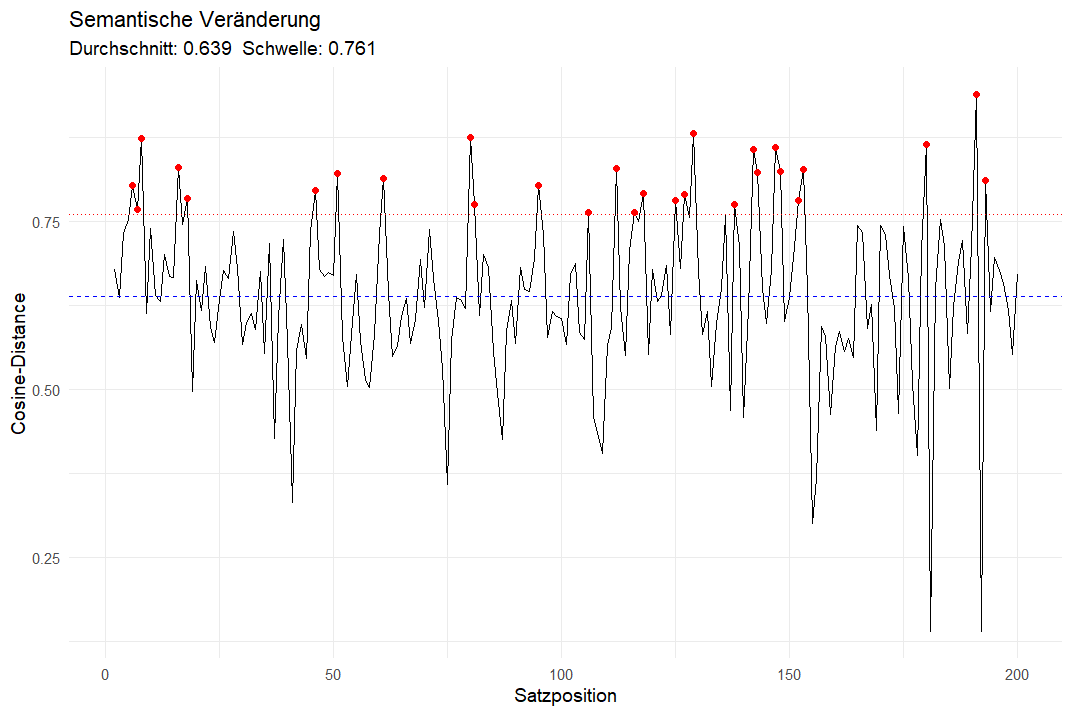 Semantische Veränderung
Durchschnitt: 0.639  Schwelle: 0.761
Cosine-Distance
0.75
0.50
0.25
0
50
100
150
200
Satzposition